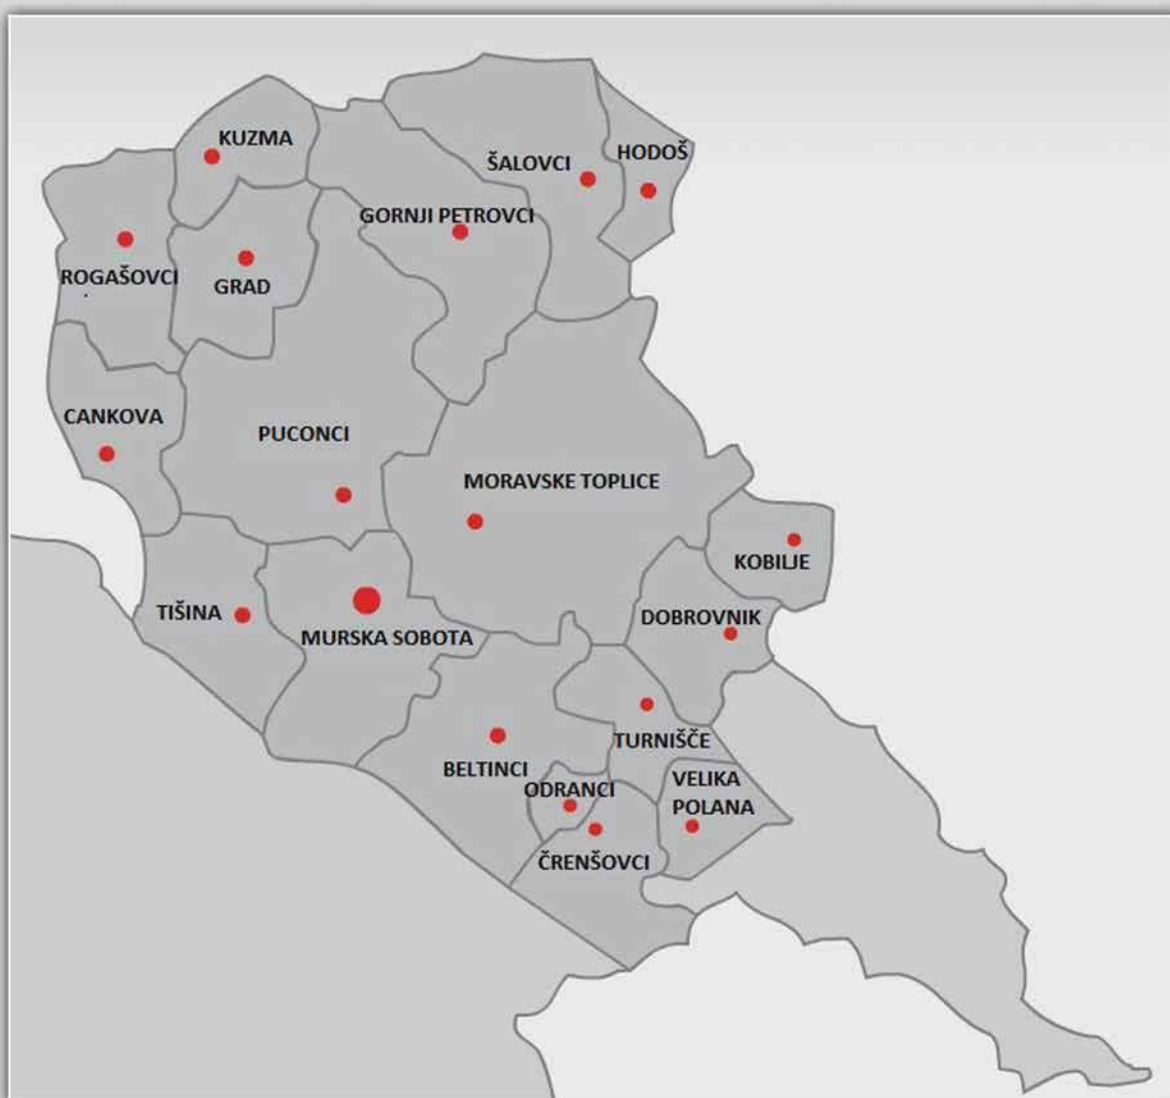 KUZMA
ŠALOVCI
HODOŠ
GORNJI PETROVCI
ROGAŠOVCI
GRAD
CANKOVA
PUCONCI
MORAVSKE TOPLICE
KOBILJE
TIŠINA
DOBROVNIK
MURSKA SOBOTA
TURNIŠČE
BELTINCI
VELIKA
POLANA
ODRANCI
ČRENŠOVCI